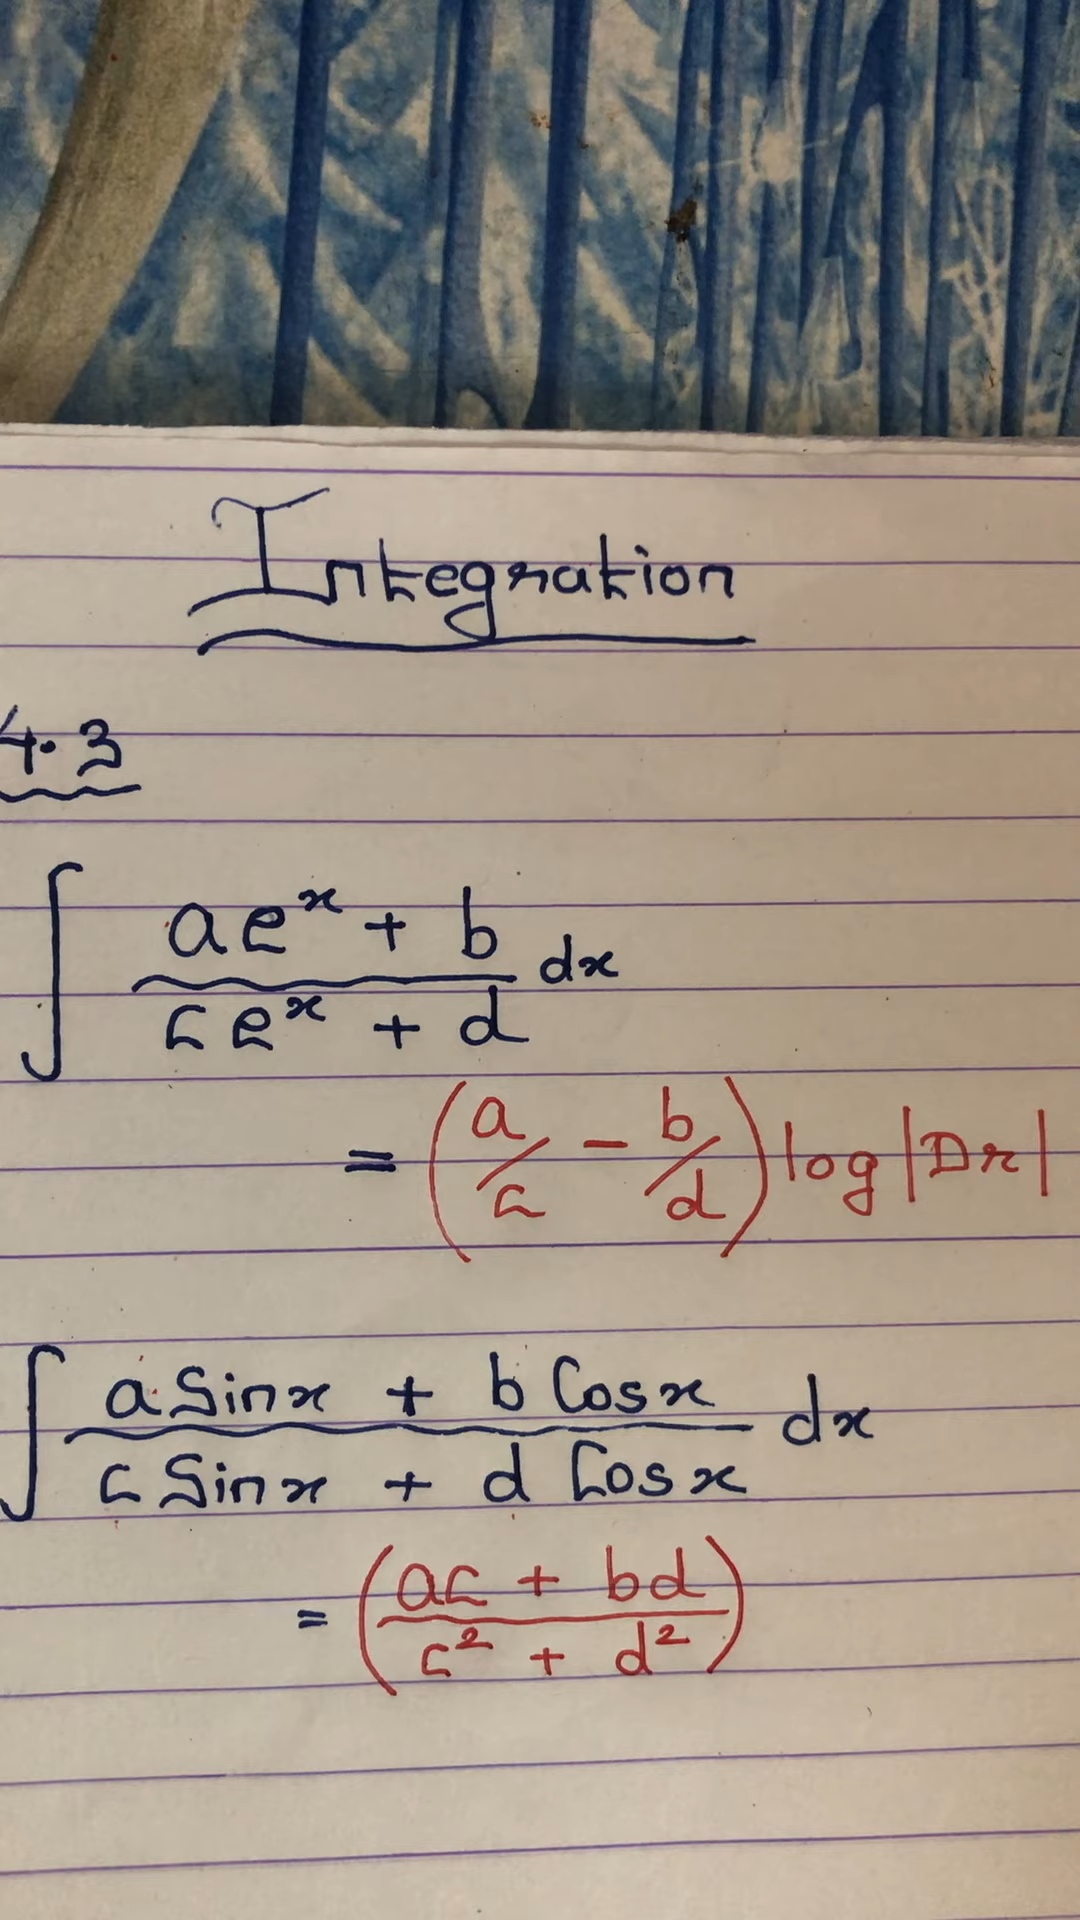 Integration
4.3
∫ (ae^x + b)/(ce^x + d) dx
= (a/c - b/d) log|Dr|
∫ (a Sinx + b Cosx)/(c Sinx + d Cosx) dx
= ((ac + bd)/(c² + d²))